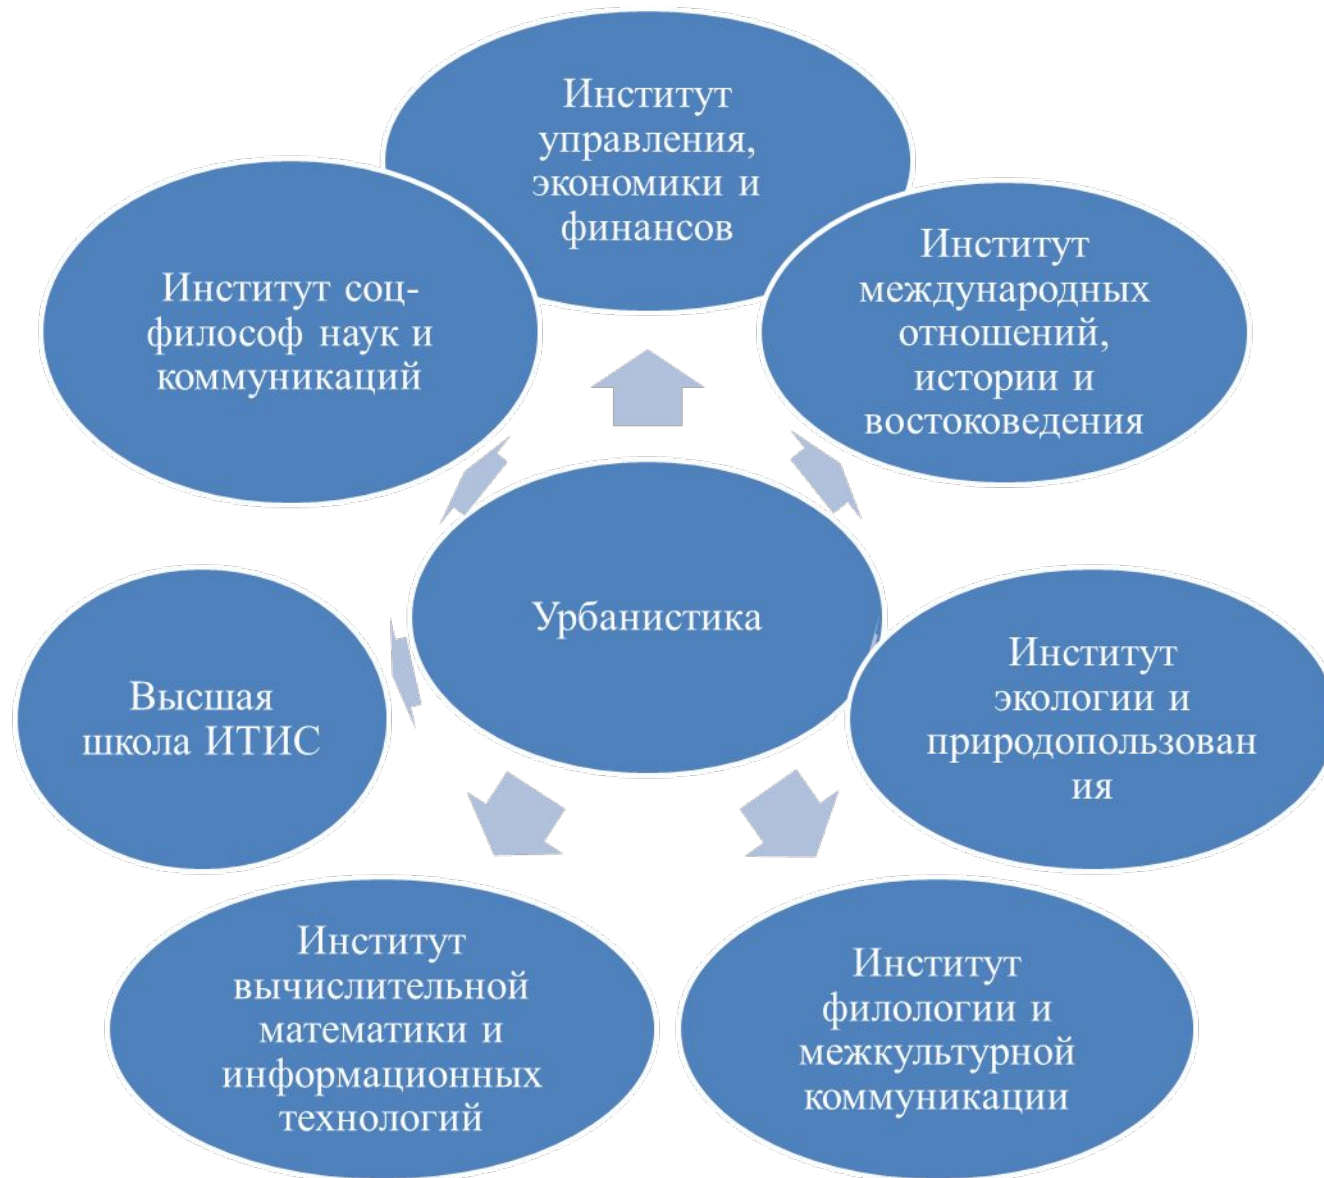 Институт
управления,
экономики и
финансов
Институт
международных
отношений,
истории и
востоковедения
Институт соц-
философ наук и
коммуникаций
Урбанистика
Институт
экологии и
природопользован
ия
Высшая
школа ИТИС
Институт
вычислительной
математики и
информационных
технологий
Институт
филологии и
межкультурной
коммуникации